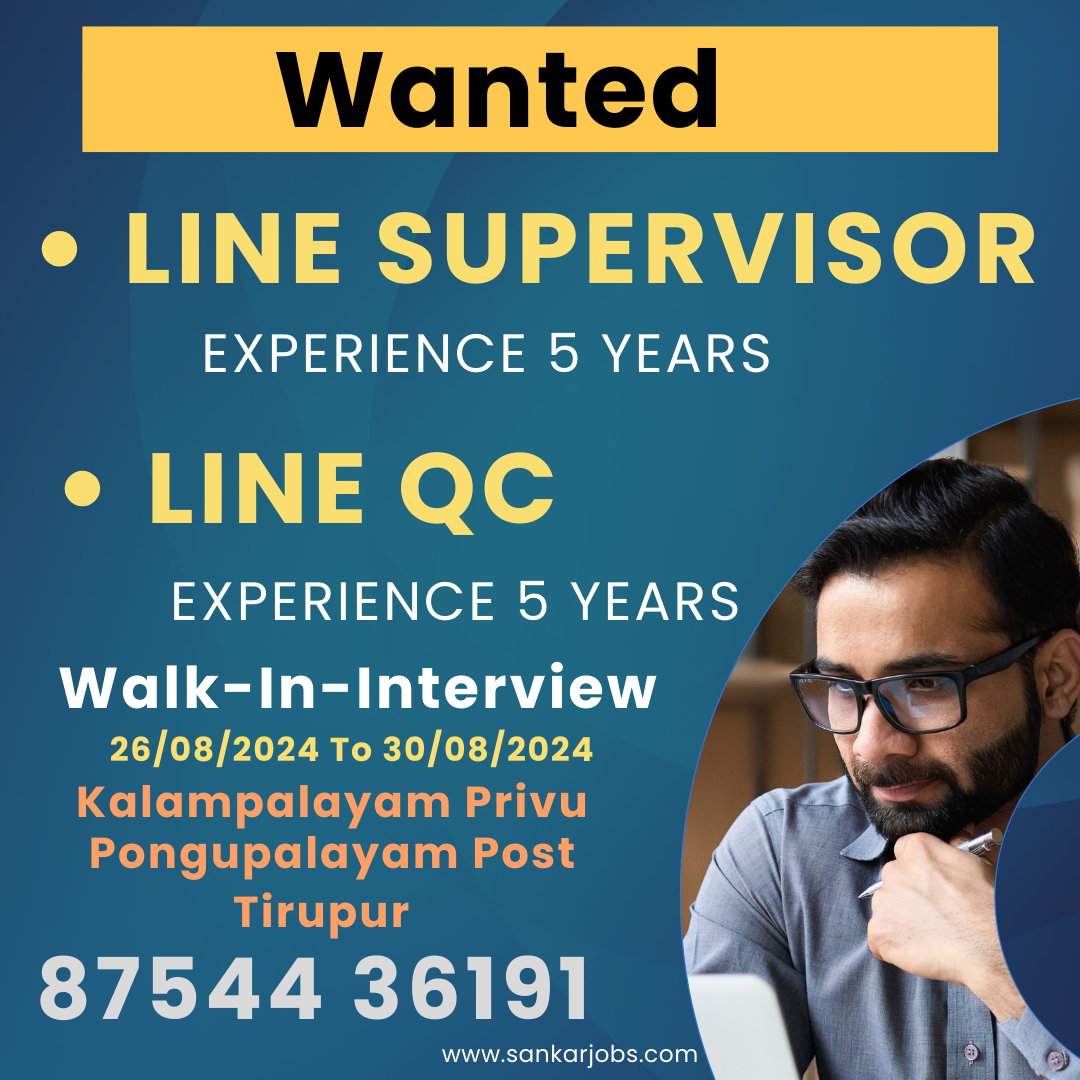 Wanted
• LINE SUPERVISOR
EXPERIENCE 5 YEARS
• LINE QC
EXPERIENCE 5 YEARS
Walk-In-Interview
26/08/2024 To 30/08/2024
Kalampalayam Privu
Pongupalayam Post
Tirupur
87544 36191
www.sankarjobs.com